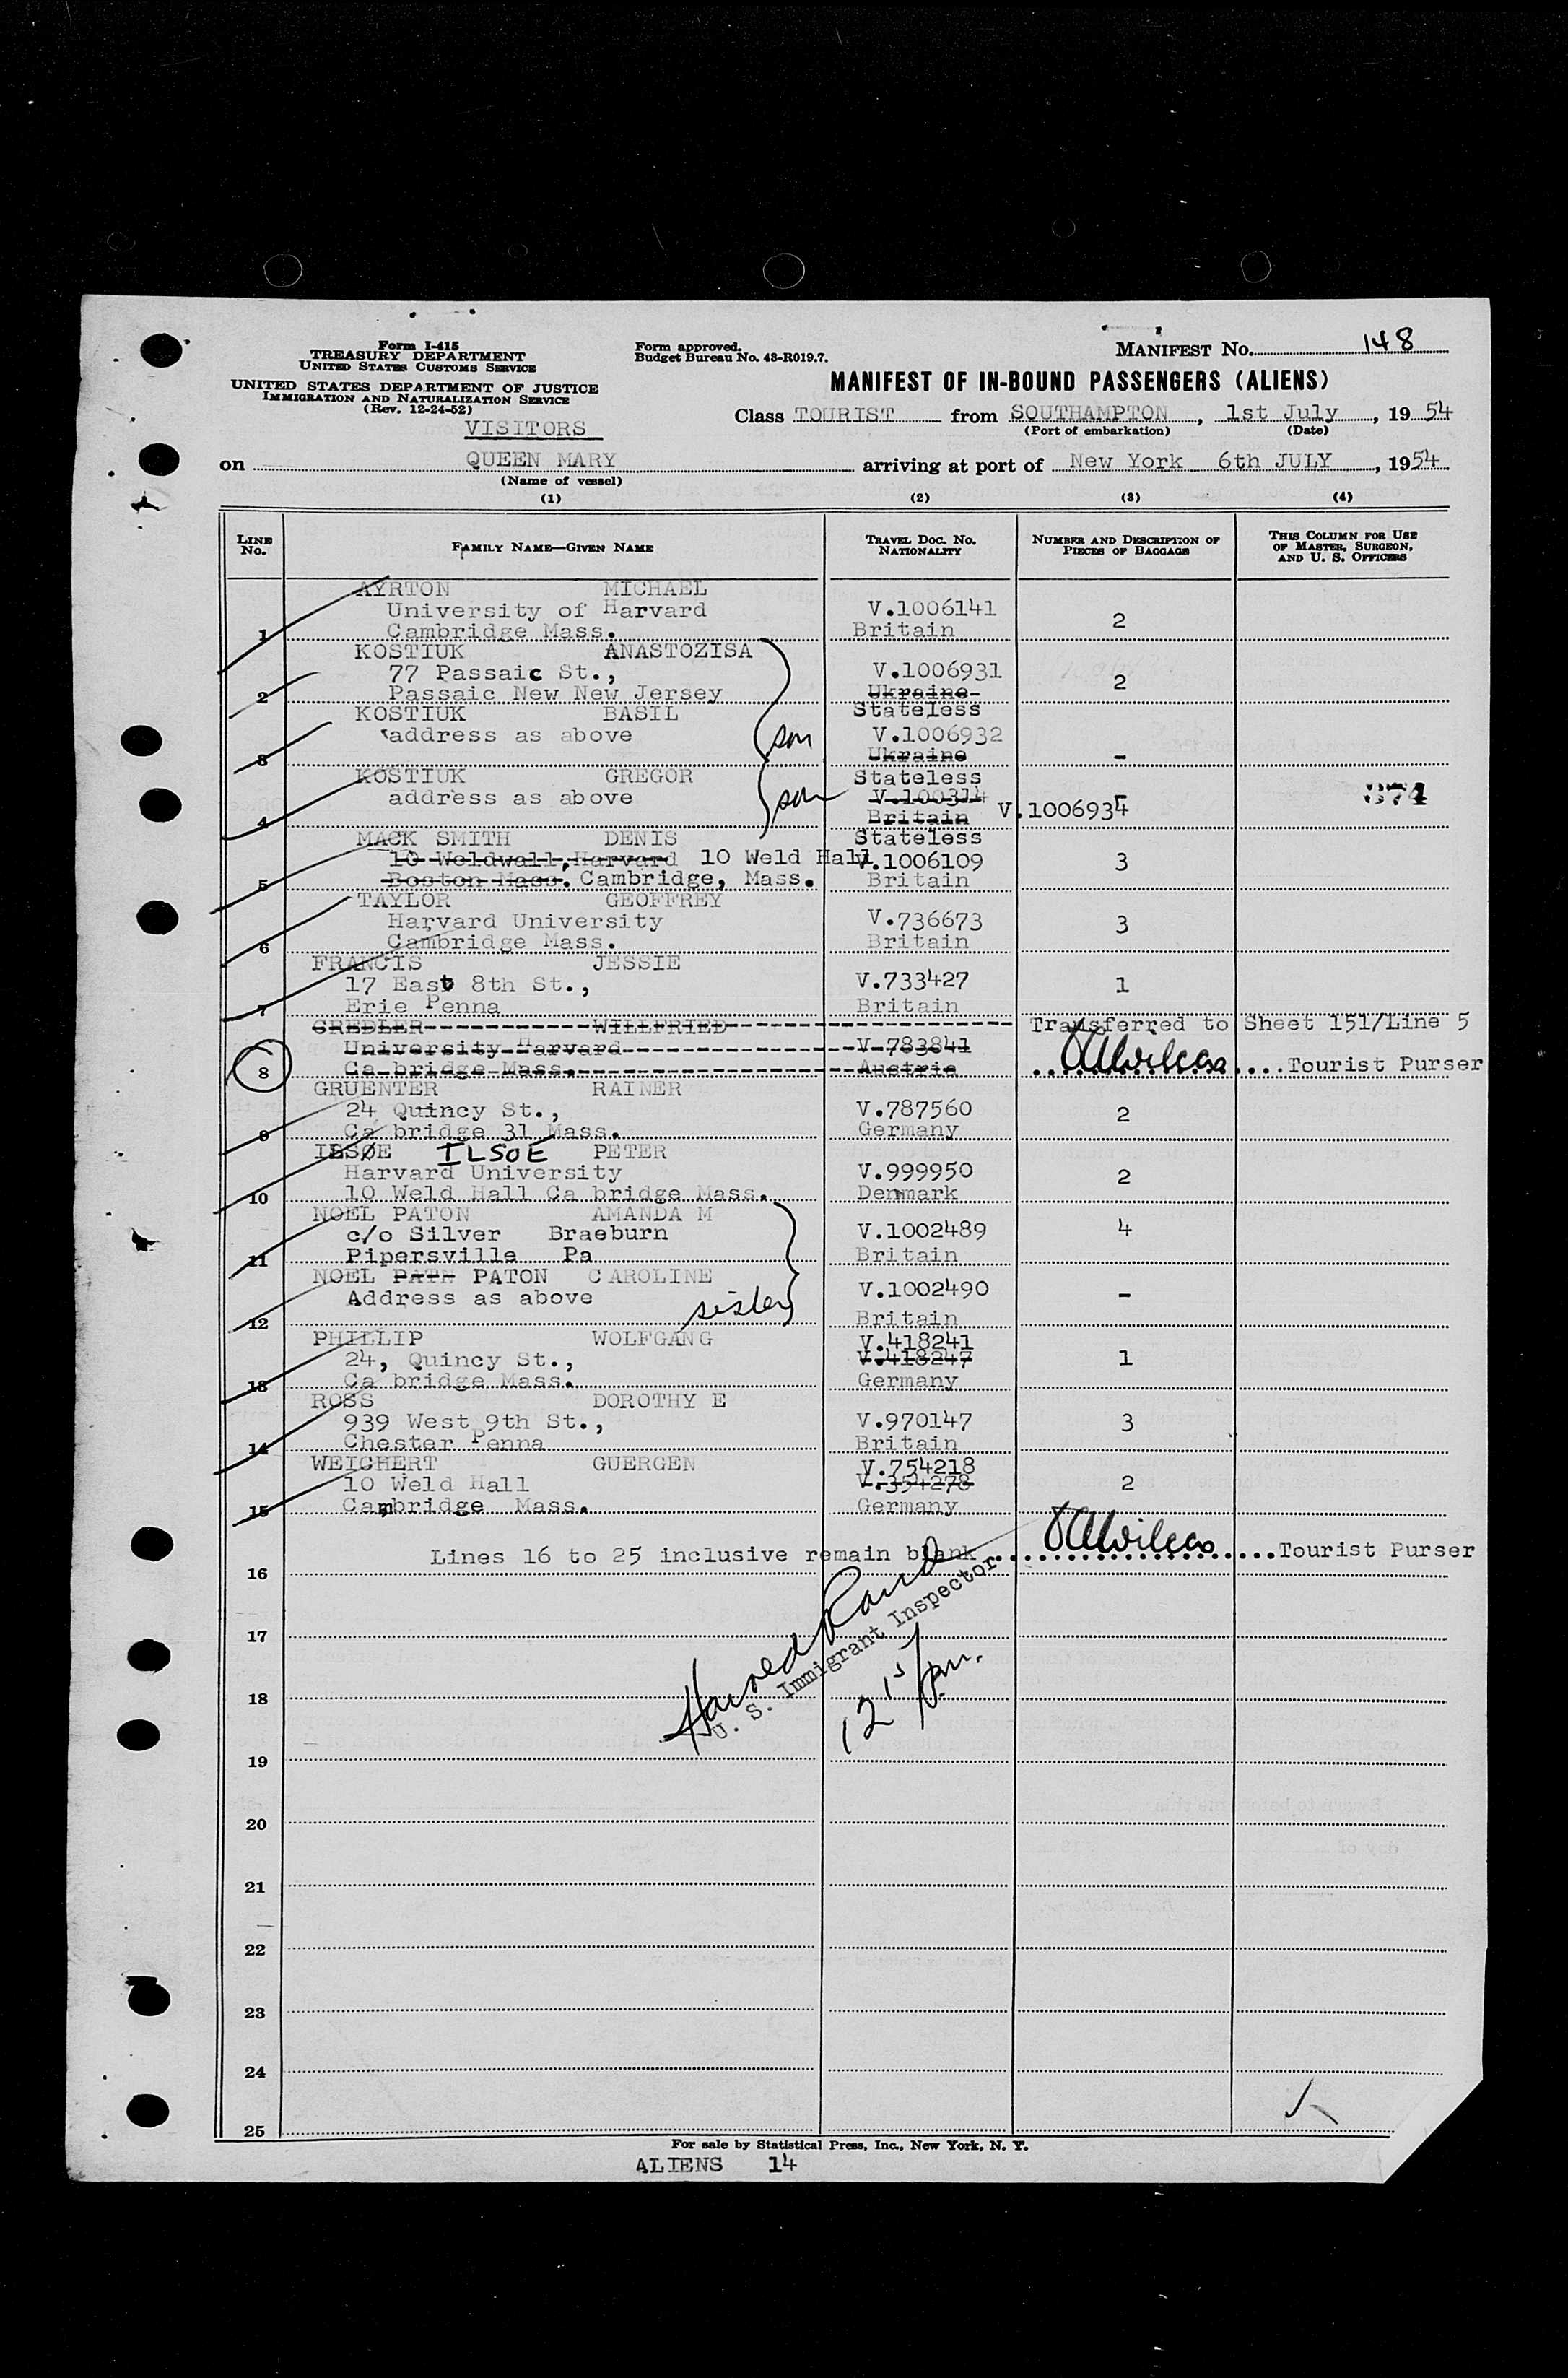 Form I-415
TREASURY DEPARTMENT
UNITED STATES CUSTOMS SERVICE
UNITED STATES DEPARTMENT OF JUSTICE
IMMIGRATION AND NATURALIZATION SERVICE
(Rev. 12-24-52)
VISITORS
Form approved.
Budget Bureau No. 43-R019.7.
MANIFEST No. 148
MANIFEST OF IN-BOUND PASSENGERS (ALIENS)
Class TOURIST from SOUTHAMPTON, 1st July, 19 54
(Port of embarkation) (Date)
on QUEEN MARY arriving at port of New York 6th JULY, 1954
(Name of vessel)
(1) (2) (3) (4)
LINE No. FAMILY NAME—GIVEN NAME TRAVEL DOC. No. NATIONALITY NUMBER AND DESCRIPTION OF PIECES OF BAGGAGE THIS COLUMN FOR USE OF MASTER, SURGEON, AND U. S. OFFICERS
AYRTON MICHAEL
University of Harvard V.1006141 2
1 Cambridge Mass. Britain
KOSTIUK ANASTOZISA
77 Passaic St., V.1006931 2
2 Passaic New New Jersey Ukraine
KOSTIUK BASIL Stateless
address as above son V.1006932
3 Ukraine -
KOSTIUK GREGOR Stateless
address as above son V.100314 V.1006934 - 374
4 Britain
MACK SMITH DENIS Stateless
10 Weldwall, Harvard 10 Weld Hall V.1006109 3
5 Boston Mass. Cambridge, Mass. Britain
TAYLOR GEOFFREY
Harvard University V.736673 3
6 Cambridge Mass. Britain
FRANCIS JESSIE
17 East 8th St., V.733427 1
7 Erie Penna Britain
GREDLER WILLFRIED Transferred to Sheet 151/Line 5
University Harvard V 783841
8 Ca bridge Mass. Austria ....Tourist Purser
GRUENTER RAINER
24 Quincy St., V.787560 2
9 Ca bridge 31 Mass. Germany
ILSOE PETER
Harvard University V.999950 2
10 10 Weld Hall Ca bridge Mass. Denmark
NOEL PATON AMANDA M
c/o Silver Braeburn V.1002489 4
11 Pipersville Pa Britain
NOEL PATN PATON CAROLINE
Address as above V.1002490 -
12 sister Britain
PHILLIP WOLFGANG V.418241
24, Quincy St., V.418247 1
13 Ca bridge Mass. Germany
ROSS DOROTHY E
939 West 9th St., V.970147 3
14 Chester Penna Britain
WEICHERT GUERGEN V.754218
10 Weld Hall V.354278 2
15 Cambridge Mass. Germany
Lines 16 to 25 inclusive remain blank ....Tourist Purser
16
U. S. Immigrant Inspector
17
18
19
20
21
22
23
24
25
For sale by Statistical Press, Inc., New York, N. Y.
ALIENS 14